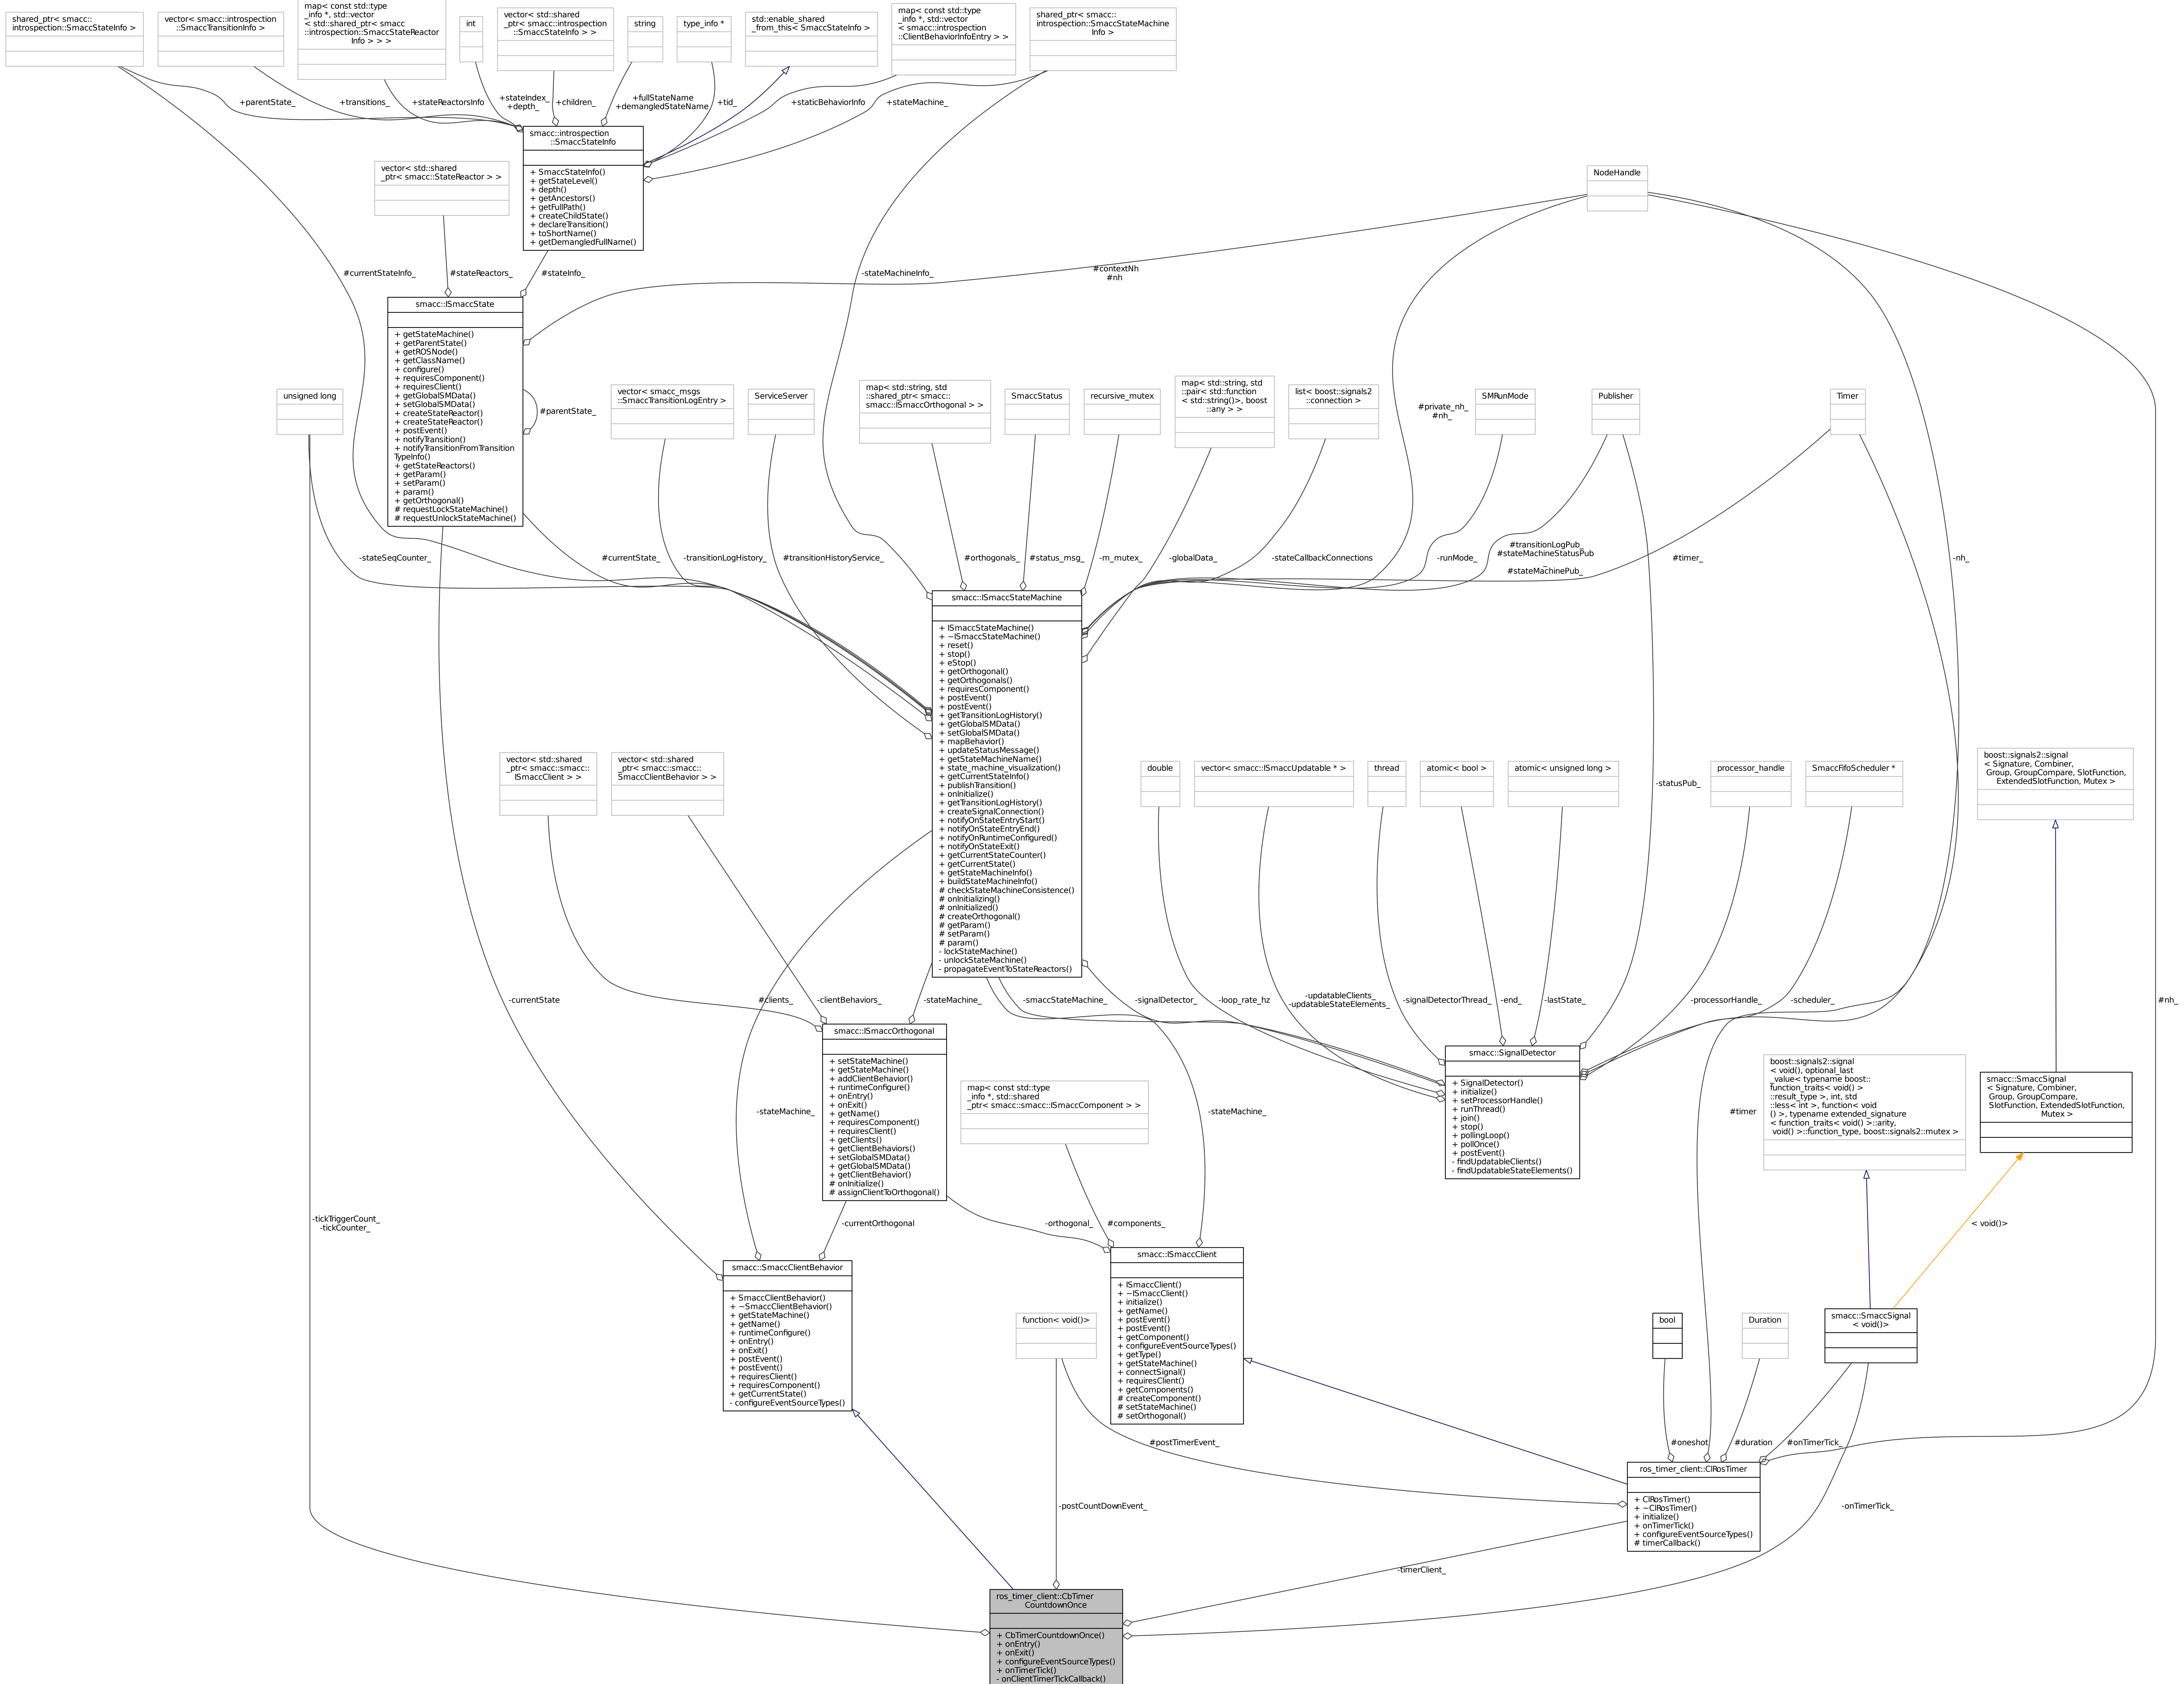 shared_ptr< smacc::
introspection::SmaccStateInfo >
vector< smacc::introspection
::SmaccTransitionInfo >
map< const std::type
_info *, std::vector
< std::shared_ptr< smacc
::introspection::SmaccStateReactor
Info > > >
int
vector< std::shared
_ptr< smacc::introspection
::SmaccStateInfo > >
string
type_info *
std::enable_shared
_from_this< SmaccStateInfo >
map< const std::type
_info *, std::vector
< smacc::introspection
::ClientBehaviorInfoEntry > >
shared_ptr< smacc::
introspection::SmaccStateMachine
Info >
+parentState_
+transitions_
+stateReactorsInfo
+stateIndex_
+depth_
+children_
+fullStateName
+demangledStateName
+tid_
+staticBehaviorInfo
+stateMachine_
smacc::introspection
::SmaccStateInfo
+ SmaccStateInfo()
+ getStateLevel()
+ depth()
+ getAncestors()
+ getFullPath()
+ createChildState()
+ declareTransition()
+ toShortName()
+ getDemangledFullName()
vector< std::shared
_ptr< smacc::StateReactor > >
NodeHandle
#currentStateInfo_
#stateReactors_
#stateInfo_
-stateMachineInfo_
#contextNh
#nh
smacc::ISmaccState
+ getStateMachine()
+ getParentState()
+ getROSNode()
+ getClassName()
+ configure()
+ requiresComponent()
+ requiresClient()
+ getGlobalSMData()
+ setGlobalSMData()
+ createStateReactor()
+ createStateReactor()
+ postEvent()
+ notifyTransition()
+ notifyTransitionFromTransition
TypeInfo()
+ getStateReactors()
+ getParam()
+ setParam()
+ param()
+ getOrthogonal()
# requestLockStateMachine()
# requestUnlockStateMachine()
#parentState_
unsigned long
vector< smacc_msgs
::SmaccTransitionLogEntry >
ServiceServer
map< std::string, std
::shared_ptr< smacc::
smacc::ISmaccOrthogonal > >
SmaccStatus
recursive_mutex
map< std::string, std
::pair< std::function
< std::string()>, boost
::any > >
list< boost::signals2
::connection >
#private_nh_
#nh_
SMRunMode
Publisher
Timer
-stateSeqCounter_
#currentState_
-transitionLogHistory_
#transitionHistoryService_
#orthogonals_
#status_msg_
-m_mutex_
-globalData_
-stateCallbackConnections
-runMode_
#transitionLogPub_
#stateMachineStatusPub
_
#stateMachinePub_
#timer_
-nh_
smacc::ISmaccStateMachine
+ ISmaccStateMachine()
+ ~ISmaccStateMachine()
+ reset()
+ stop()
+ eStop()
+ getOrthogonal()
+ getOrthogonals()
+ requiresComponent()
+ postEvent()
+ postEvent()
+ getTransitionLogHistory()
+ getGlobalSMData()
+ setGlobalSMData()
+ mapBehavior()
+ updateStatusMessage()
+ getStateMachineName()
+ state_machine_visualization()
+ getCurrentStateInfo()
+ publishTransition()
+ onInitialize()
+ getTransitionLogHistory()
+ createSignalConnection()
+ notifyOnStateEntryStart()
+ notifyOnStateEntryEnd()
+ notifyOnRuntimeConfigured()
+ notifyOnStateExit()
+ getCurrentStateCounter()
+ getCurrentState()
+ getStateMachineInfo()
+ buildStateMachineInfo()
# checkStateMachineConsistence()
# onInitializing()
# onInitialized()
# createOrthogonal()
# getParam()
# setParam()
# param()
- lockStateMachine()
- unlockStateMachine()
- propagateEventToStateReactors()
vector< std::shared
_ptr< smacc::smacc::
ISmaccClient > >
vector< std::shared
_ptr< smacc::smacc::
SmaccClientBehavior > >
double
vector< smacc::ISmaccUpdatable * >
thread
atomic< bool >
atomic< unsigned long >
-statusPub_
processor_handle
SmaccFifoScheduler *
boost::signals2::signal
< Signature, Combiner,
Group, GroupCompare, SlotFunction,
ExtendedSlotFunction, Mutex >
-currentState
#clients_
-clientBehaviors_
-stateMachine_
-smaccStateMachine_
-signalDetector_
-loop_rate_hz
-updatableClients_
-updatableStateElements_
-signalDetectorThread_
-end_
-lastState_
-processorHandle_
-scheduler_
#nh_
smacc::ISmaccOrthogonal
+ setStateMachine()
+ getStateMachine()
+ addClientBehavior()
+ runtimeConfigure()
+ onEntry()
+ onExit()
+ getName()
+ requiresComponent()
+ requiresClient()
+ getClients()
+ getClientBehaviors()
+ setGlobalSMData()
+ getGlobalSMData()
+ getClientBehavior()
# onInitialize()
# assignClientToOrthogonal()
smacc::SignalDetector
+ SignalDetector()
+ initialize()
+ setProcessorHandle()
+ runThread()
+ join()
+ stop()
+ pollingLoop()
+ pollOnce()
+ postEvent()
- findUpdatableClients()
- findUpdatableStateElements()
map< const std::type
_info *, std::shared
_ptr< smacc::smacc::ISmaccComponent > >
boost::signals2::signal
< void(), optional_last
_value< typename boost::
function_traits< void() >
::result_type >, int, std
::less< int >, function< void
() >, typename extended_signature
< function_traits< void() >::arity,
void() >::function_type, boost::signals2::mutex >
smacc::SmaccSignal
< Signature, Combiner,
Group, GroupCompare,
SlotFunction, ExtendedSlotFunction,
Mutex >
-stateMachine_
-stateMachine_
#timer
-tickTriggerCount_
-tickCounter_
-currentOrthogonal
-orthogonal_
#components_
< void()>
smacc::SmaccClientBehavior
+ SmaccClientBehavior()
+ ~SmaccClientBehavior()
+ getStateMachine()
+ getName()
+ runtimeConfigure()
+ onEntry()
+ onExit()
+ postEvent()
+ postEvent()
+ requiresClient()
+ requiresComponent()
+ getCurrentState()
- configureEventSourceTypes()
smacc::ISmaccClient
+ ISmaccClient()
+ ~ISmaccClient()
+ initialize()
+ getName()
+ postEvent()
+ postEvent()
+ getComponent()
+ configureEventSourceTypes()
+ getType()
+ getStateMachine()
+ connectSignal()
+ requiresClient()
+ getComponents()
# createComponent()
# setStateMachine()
# setOrthogonal()
function< void()>
bool
Duration
smacc::SmaccSignal
< void()>
#postTimerEvent_
#oneshot
#duration
#onTimerTick_
ros_timer_client::ClRosTimer
+ ClRosTimer()
+ ~ClRosTimer()
+ initialize()
+ onTimerTick()
+ configureEventSourceTypes()
# timerCallback()
-postCountDownEvent_
-onTimerTick_
-timerClient_
ros_timer_client::CbTimer
CountdownOnce
+ CbTimerCountdownOnce()
+ onEntry()
+ onExit()
+ configureEventSourceTypes()
+ onTimerTick()
- onClientTimerTickCallback()